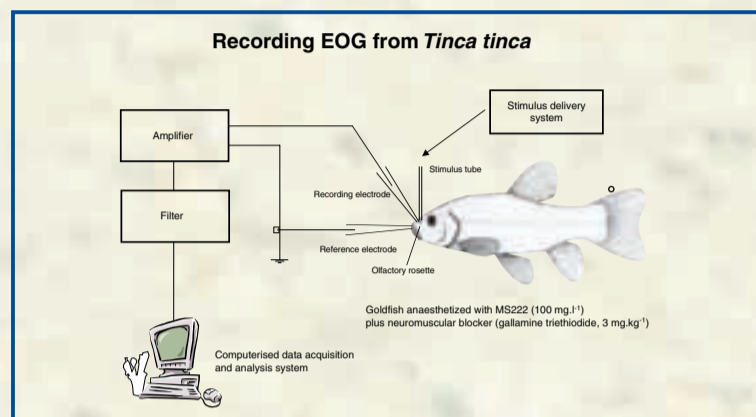 Recording EOG from Tinca tinca
Stimulus delivery
system
Amplifier
Stimulus tube
Recording electrode
Filter
Reference electrode
Olfactory rosette
Goldfish anaesthetized with MS222 (100 mg.l⁻¹)
plus neuromuscular blocker (gallamine triethiodide, 3 mg.kg⁻¹)
Computerised data acquisition
and analysis system